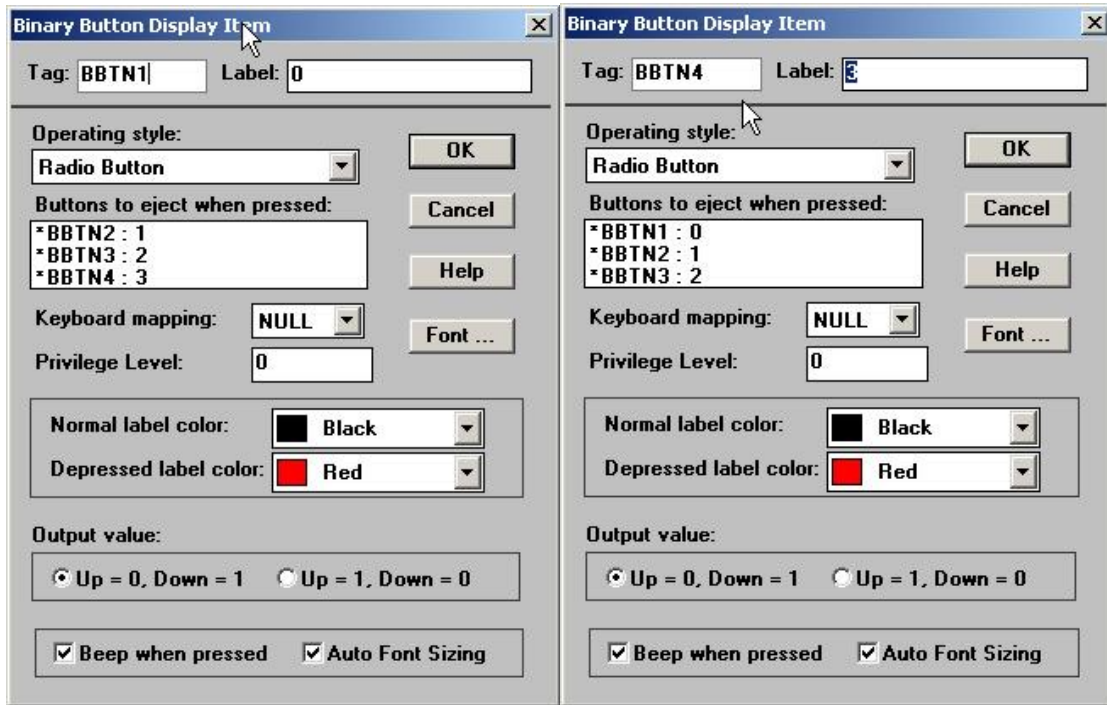 Binary Button Display Item
Tag: BBTN1 Label: 0
Operating style:
Radio Button
OK
Buttons to eject when pressed:
Cancel
*BBTN2 : 1
*BBTN3 : 2
*BBTN4 : 3
Help
Keyboard mapping: NULL
Font ...
Privilege Level: 0
Normal label color: Black
Depressed label color: Red
Output value:
Up = 0, Down = 1 Up = 1, Down = 0
Beep when pressed Auto Font Sizing
Binary Button Display Item
Tag: BBTN4 Label: 3
Operating style:
Radio Button
OK
Buttons to eject when pressed:
Cancel
*BBTN1 : 0
*BBTN2 : 1
*BBTN3 : 2
Help
Keyboard mapping: NULL
Font ...
Privilege Level: 0
Normal label color: Black
Depressed label color: Red
Output value:
Up = 0, Down = 1 Up = 1, Down = 0
Beep when pressed Auto Font Sizing